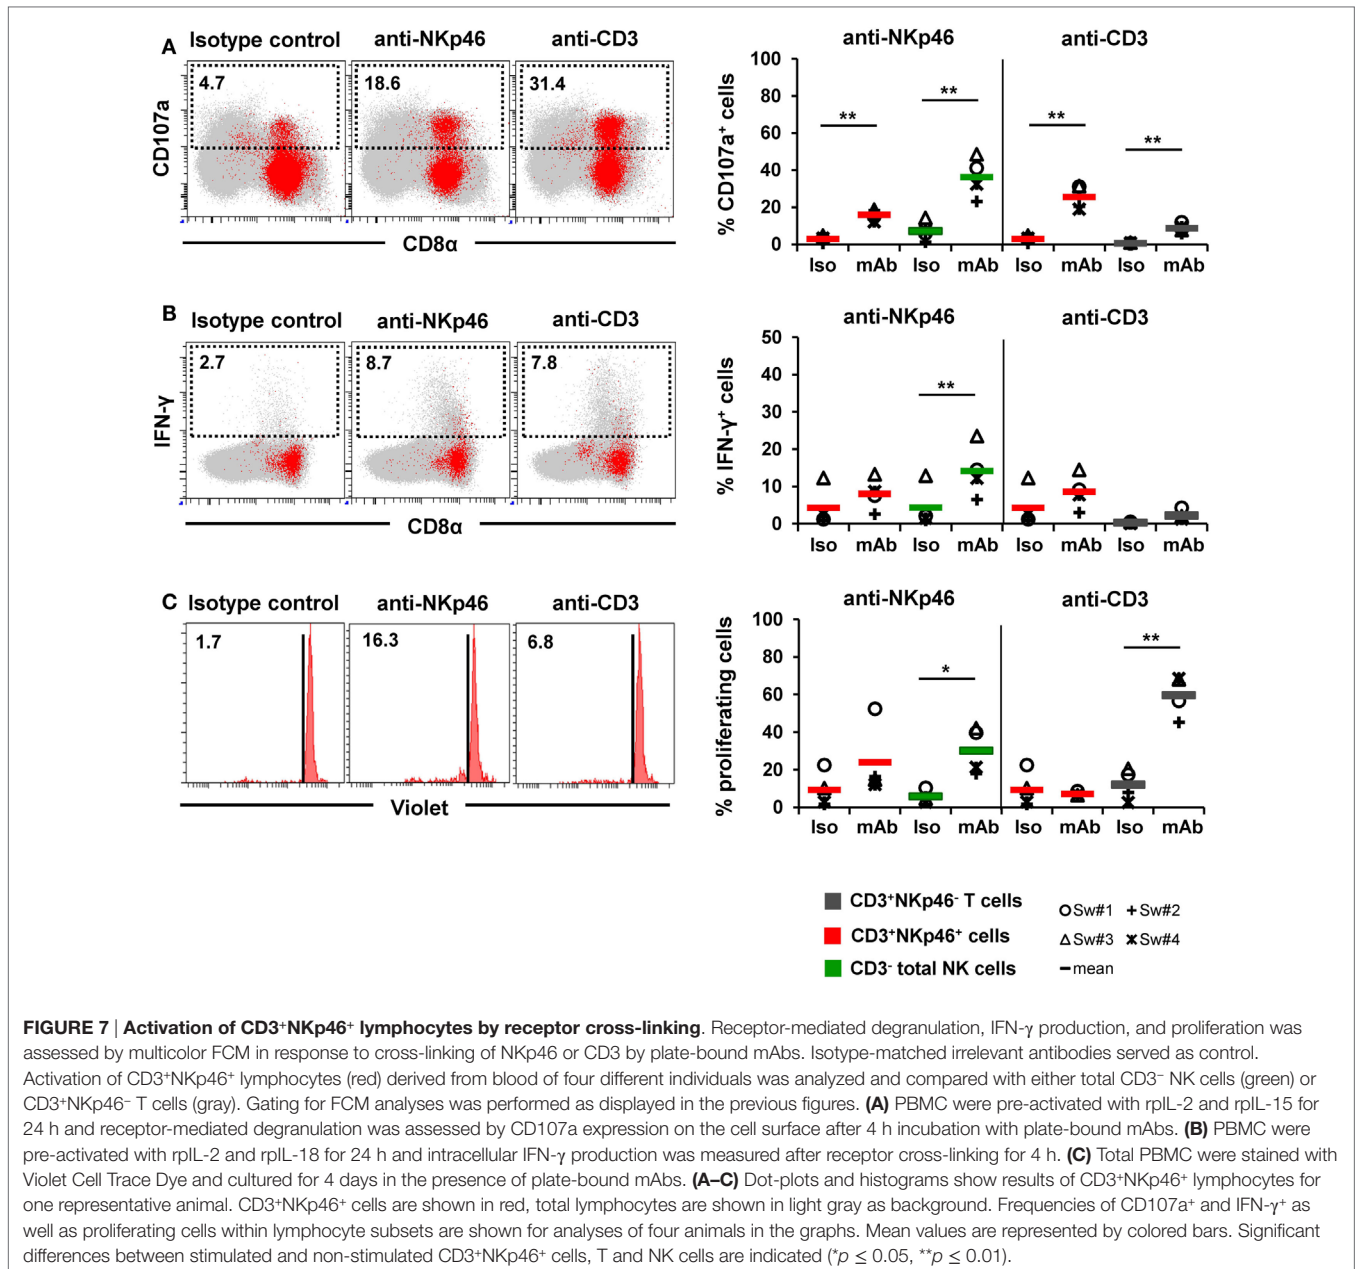 A
Isotype control anti-NKp46 anti-CD3
4.7 18.6 31.4
CD107a
CD8α
anti-NKp46 anti-CD3
% CD107a⁺ cells
100
80
60
40
20
0
** ** ** **
Iso mAb Iso mAb Iso mAb Iso mAb
B
Isotype control anti-NKp46 anti-CD3
2.7 8.7 7.8
IFN-γ
CD8α
anti-NKp46 anti-CD3
% IFN-γ⁺ cells
50
40
30
20
10
0
**
Iso mAb Iso mAb Iso mAb Iso mAb
C
Isotype control anti-NKp46 anti-CD3
1.7 16.3 6.8
Violet
anti-NKp46 anti-CD3
% proliferating cells
100
80
60
40
20
0
* **
Iso mAb Iso mAb Iso mAb Iso mAb
CD3⁺NKp46⁻ T cells
CD3⁺NKp46⁺ cells
CD3⁻ total NK cells
Sw#1 Sw#2
Sw#3 Sw#4
mean
FIGURE 7 | Activation of CD3⁺NKp46⁺ lymphocytes by receptor cross-linking. Receptor-mediated degranulation, IFN-γ production, and proliferation was
assessed by multicolor FCM in response to cross-linking of NKp46 or CD3 by plate-bound mAbs. Isotype-matched irrelevant antibodies served as control.
Activation of CD3⁺NKp46⁺ lymphocytes (red) derived from blood of four different individuals was analyzed and compared with either total CD3⁻ NK cells (green) or
CD3⁺NKp46⁻ T cells (gray). Gating for FCM analyses was performed as displayed in the previous figures. (A) PBMC were pre-activated with rpIL-2 and rpIL-15 for
24 h and receptor-mediated degranulation was assessed by CD107a expression on the cell surface after 4 h incubation with plate-bound mAbs. (B) PBMC were
pre-activated with rpIL-2 and rpIL-18 for 24 h and intracellular IFN-γ production was measured after receptor cross-linking for 4 h. (C) Total PBMC were stained with
Violet Cell Trace Dye and cultured for 4 days in the presence of plate-bound mAbs. (A–C) Dot-plots and histograms show results of CD3⁺NKp46⁺ lymphocytes for
one representative animal. CD3⁺NKp46⁺ cells are shown in red, total lymphocytes are shown in light gray as background. Frequencies of CD107a⁺ and IFN-γ⁺ as
well as proliferating cells within lymphocyte subsets are shown for analyses of four animals in the graphs. Mean values are represented by colored bars. Significant
differences between stimulated and non-stimulated CD3⁺NKp46⁺ cells, T and NK cells are indicated (*p ≤ 0.05, **p ≤ 0.01).